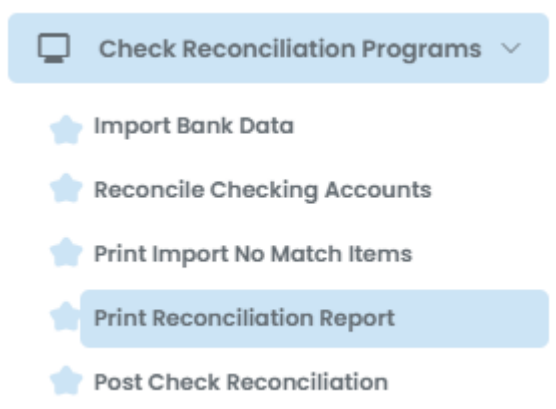 Check Reconciliation Programs
Import Bank Data
Reconcile Checking Accounts
Print Import No Match Items
Print Reconciliation Report
Post Check Reconciliation